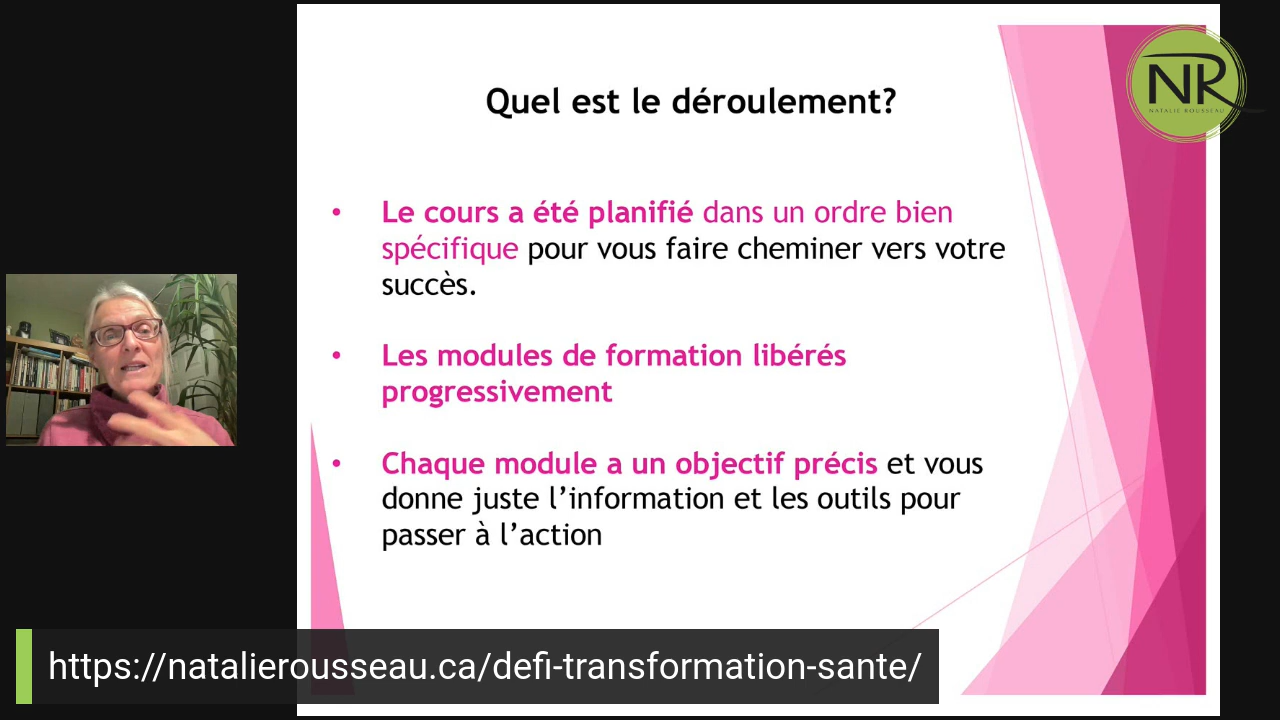 Quel est le déroulement?
NR
NATALIE ROUSSEAU
• Le cours a été planifié dans un ordre bien
spécifique pour vous faire cheminer vers votre
succès.
• Les modules de formation libérés
progressivement
• Chaque module a un objectif précis et vous
donne juste l’information et les outils pour
passer à l’action
https://natalierousseau.ca/defi-transformation-sante/